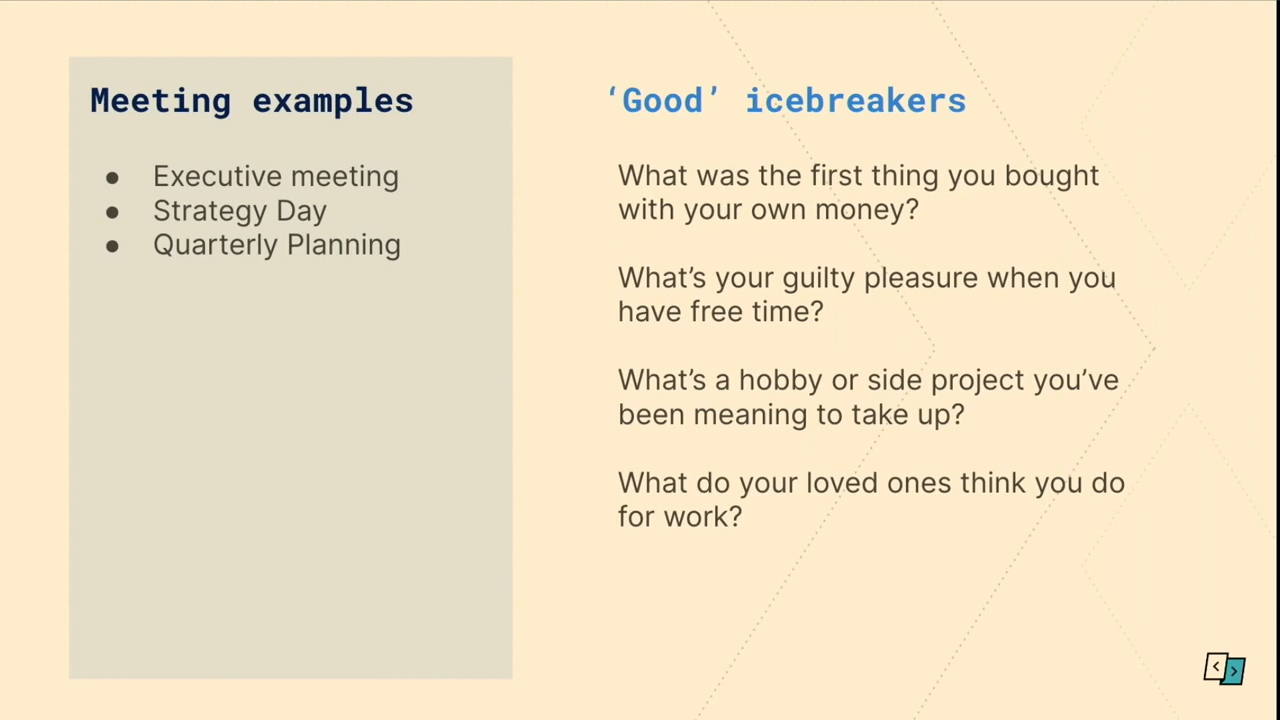 Meeting examples
● Executive meeting
● Strategy Day
● Quarterly Planning
‘Good’ icebreakers
What was the first thing you bought
with your own money?
What’s your guilty pleasure when you
have free time?
What’s a hobby or side project you’ve
been meaning to take up?
What do your loved ones think you do
for work?